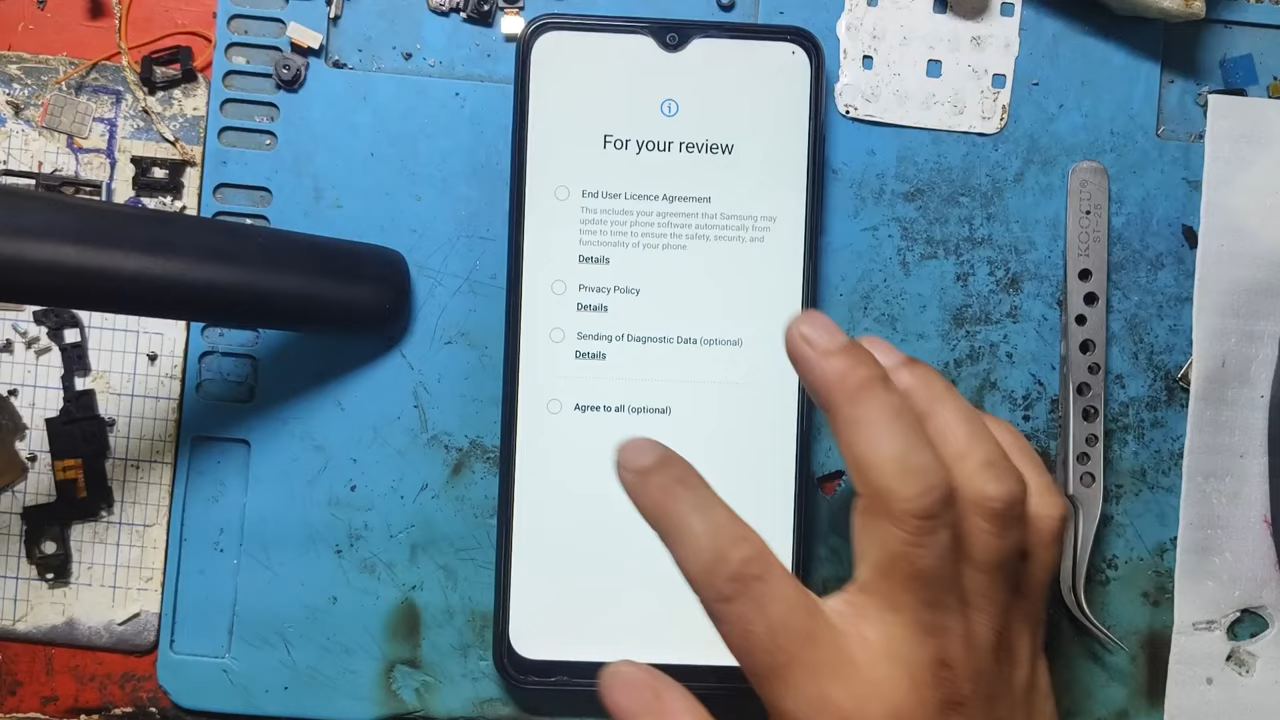 For your review
End User Licence Agreement
This includes your agreement that Samsung may
update your phone software automatically from
time to time to ensure the safety, security, and
functionality of your phone.
Details
Privacy Policy
Details
Sending of Diagnostic Data (optional)
Details
Agree to all (optional)
ST-25